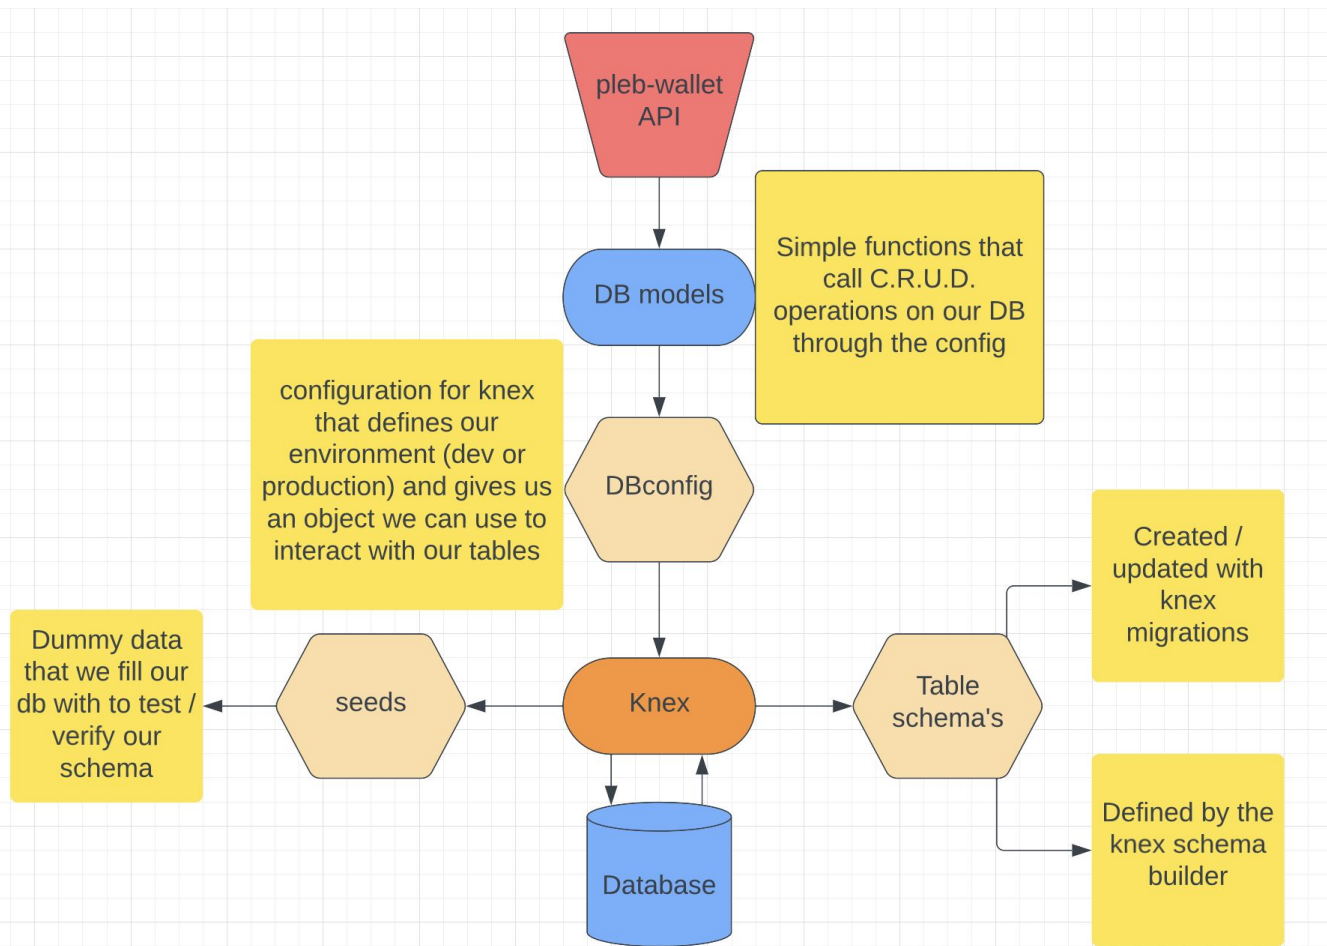 pleb-wallet
API
Simple functions that
call C.R.U.D.
operations on our DB
through the config
DB models
configuration for knex
that defines our
environment (dev or
production) and gives us
an object we can use to
interact with our tables
DBconfig
Created /
updated with
knex
migrations
Dummy data
that we fill our
db with to test /
verify our
schema
seeds
Knex
Table
schema's
Defined by the
knex schema
builder
Database